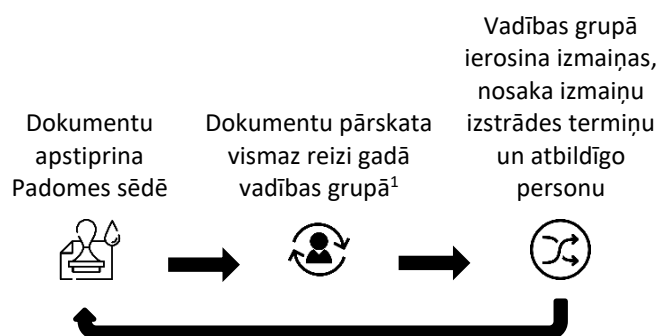 Dokumentu
apstiprina
Padomes sēdē
Dokumentu pārskata
vismaz reizi gadā
vadības grupā¹
Vadības grupā
ierosina izmaiņas,
nosaka izmaiņu
izstrādes termiņu
un atbildīgo
personu